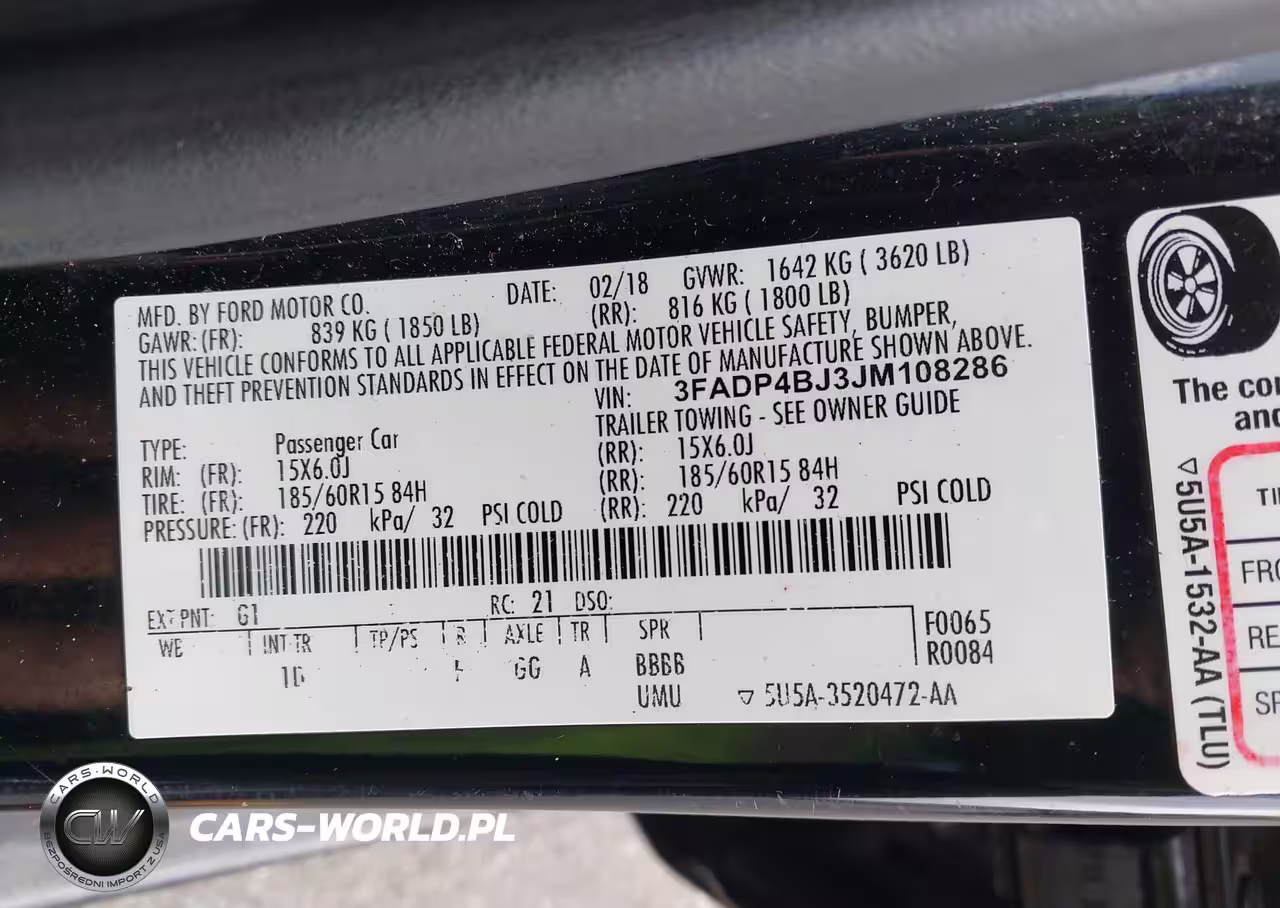 MFD. BY FORD MOTOR CO. DATE: 02/18 GVWR: 1642 KG ( 3620 LB)
GAWR: (FR): 839 KG ( 1850 LB) (RR): 816 KG ( 1800 LB)
THIS VEHICLE CONFORMS TO ALL APPLICABLE FEDERAL MOTOR VEHICLE SAFETY, BUMPER,
AND THEFT PREVENTION STANDARDS IN EFFECT ON THE DATE OF MANUFACTURE SHOWN ABOVE.
VIN: 3FADP4BJ3JM108286
TRAILER TOWING - SEE OWNER GUIDE
TYPE: Passenger Car
RIM: (FR): 15X6.0J (RR): 15X6.0J
TIRE: (FR): 185/60R15 84H (RR): 185/60R15 84H
PRESSURE: (FR): 220 kPa/ 32 PSI COLD (RR): 220 kPa/ 32 PSI COLD
EXT PNT: G1 RC: 21 DSO:
WE INT TR TP/PS R AXLE TR SPR F0065
GG A BBBB R0084
UMU 5U5A-3520472-AA
The co
and
5U5A-1532-AA (TLU)
TI
FRO
RE
SP
CARS-WORLD
CW
BEZPOŚREDNI IMPORT Z USA
CARS-WORLD.PL